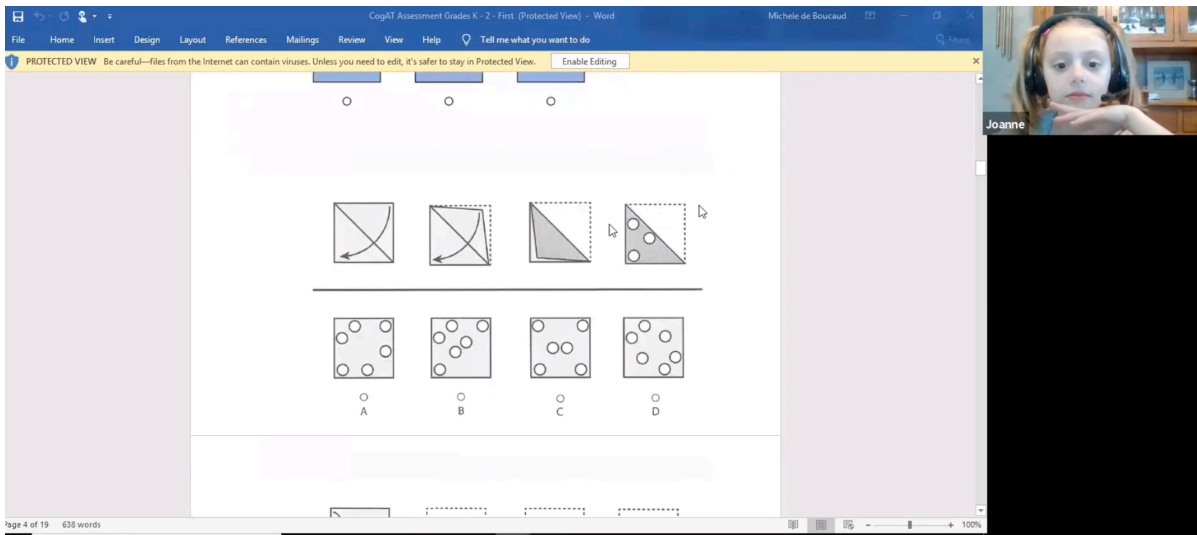 CogAT Assessment Grades K - 2 - First (Protected View) - Word
Michele de Boucaud
File Home Insert Design Layout References Mailings Review View Help Tell me what you want to do Share
PROTECTED VIEW Be careful—files from the Internet can contain viruses. Unless you need to edit, it's safer to stay in Protected View. Enable Editing
Joanne
A B C D
Page 4 of 19 638 words 100%